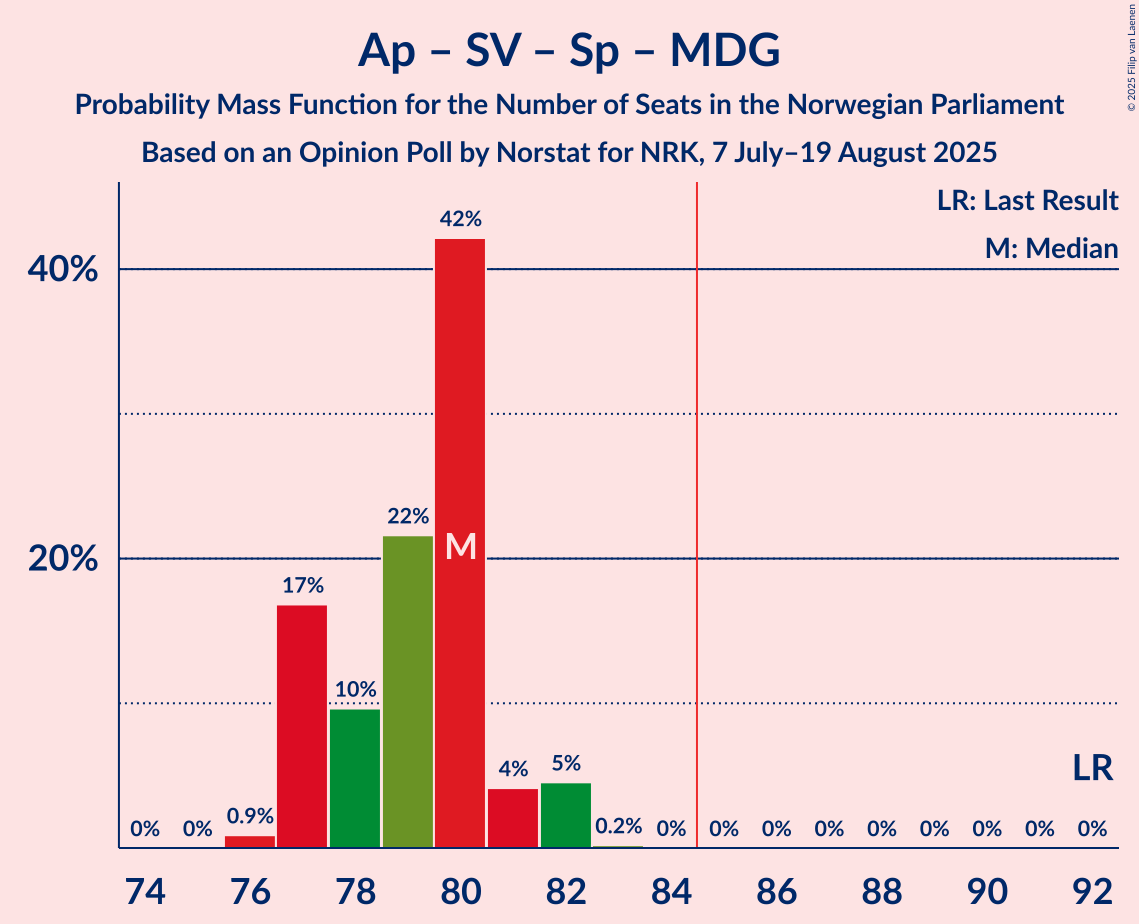 Ap – SV – Sp – MDG
Probability Mass Function for the Number of Seats in the Norwegian Parliament
Based on an Opinion Poll by Norstat for NRK, 7 July–19 August 2025
© 2025 Filip van Laenen
LR: Last Result
M: Median
40%
20%
0%
0%
0.9%
17%
10%
22%
42%
M
4%
5%
0.2%
0%
0%
0%
0%
0%
0%
0%
0%
0%
LR
74 76 78 80 82 84 86 88 90 92